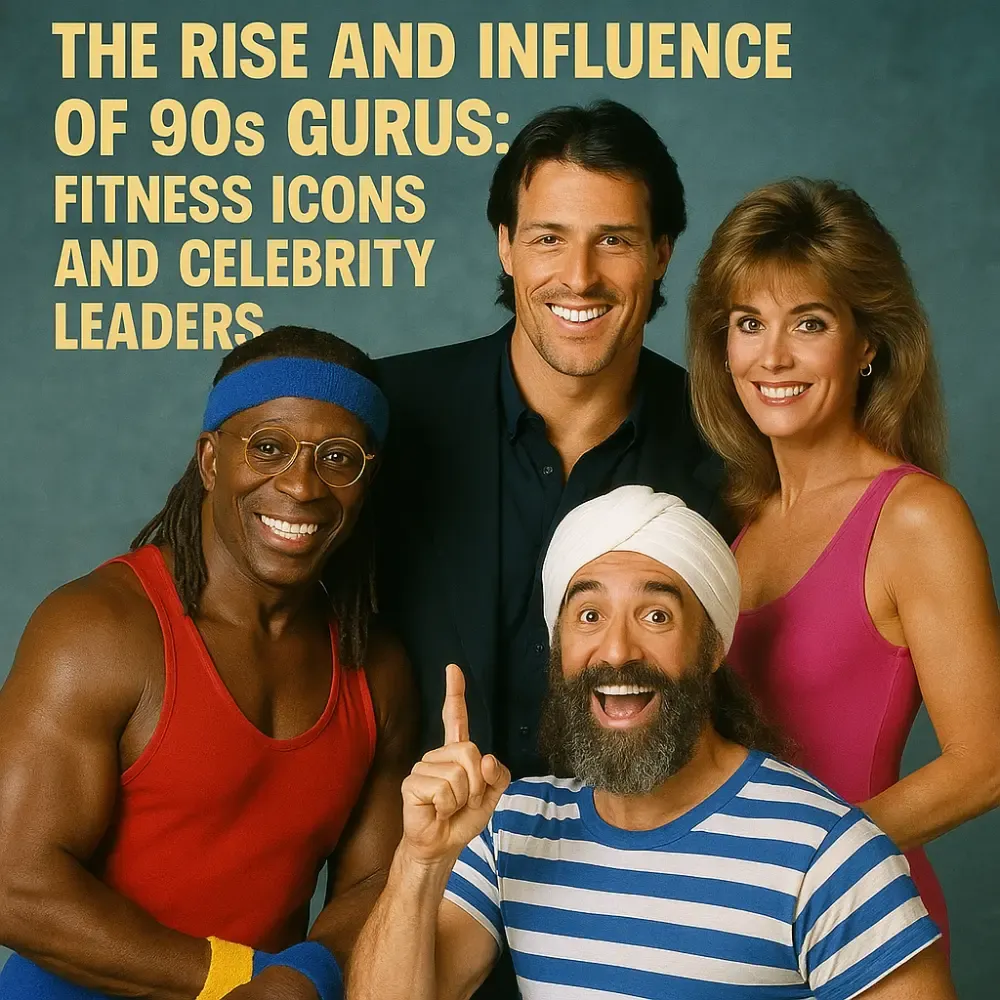 THE RISE AND INFLUENCE
OF 90s GURUS:
FITNESS ICONS
AND CELEBRITY
LEADERS